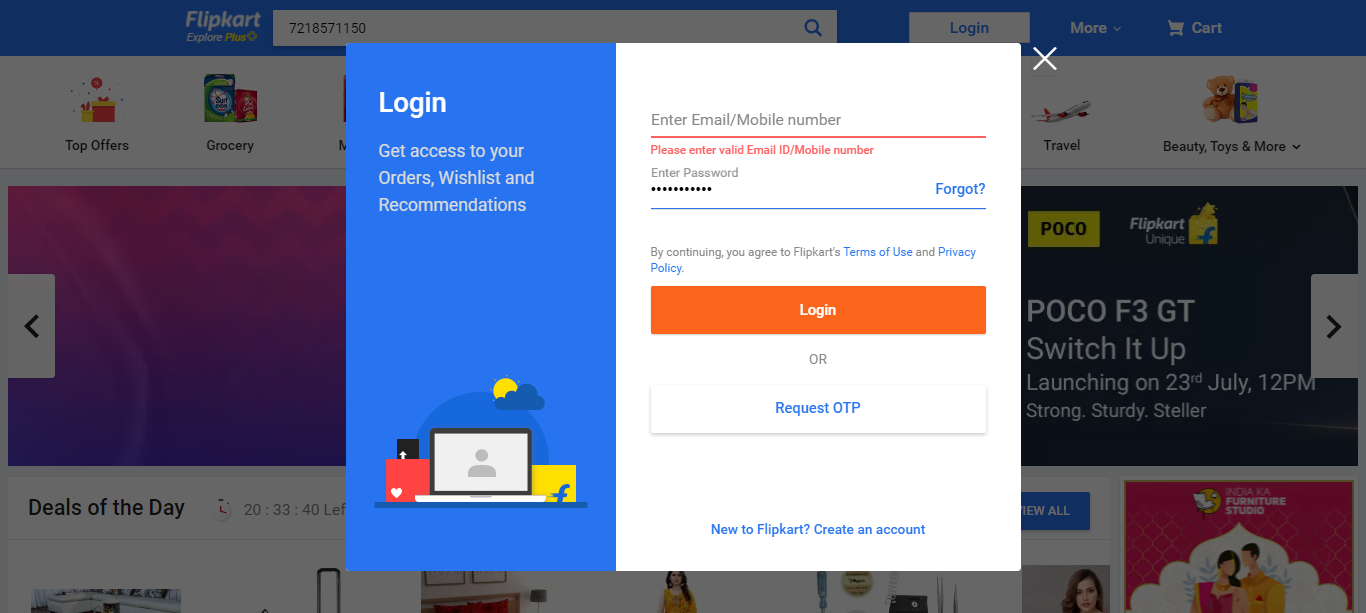 Flipkart
Explore Plus
7218571150
Login
More
Cart
Top Offers
Grocery
Travel
Beauty, Toys & More
Login
Get access to your
Orders, Wishlist and
Recommendations
Enter Email/Mobile number
Please enter valid Email ID/Mobile number
Enter Password
•••••••••••
Forgot?
By continuing, you agree to Flipkart's Terms of Use and Privacy
Policy.
Login
OR
Request OTP
New to Flipkart? Create an account
POCO
Flipkart
Unique
POCO F3 GT
Switch It Up
Launching on 23rd July, 12PM
Strong. Sturdy. Steller
Deals of the Day
20 : 33 : 40 Lef
VIEW ALL
INDIA KA
FURNITURE
STUDIO